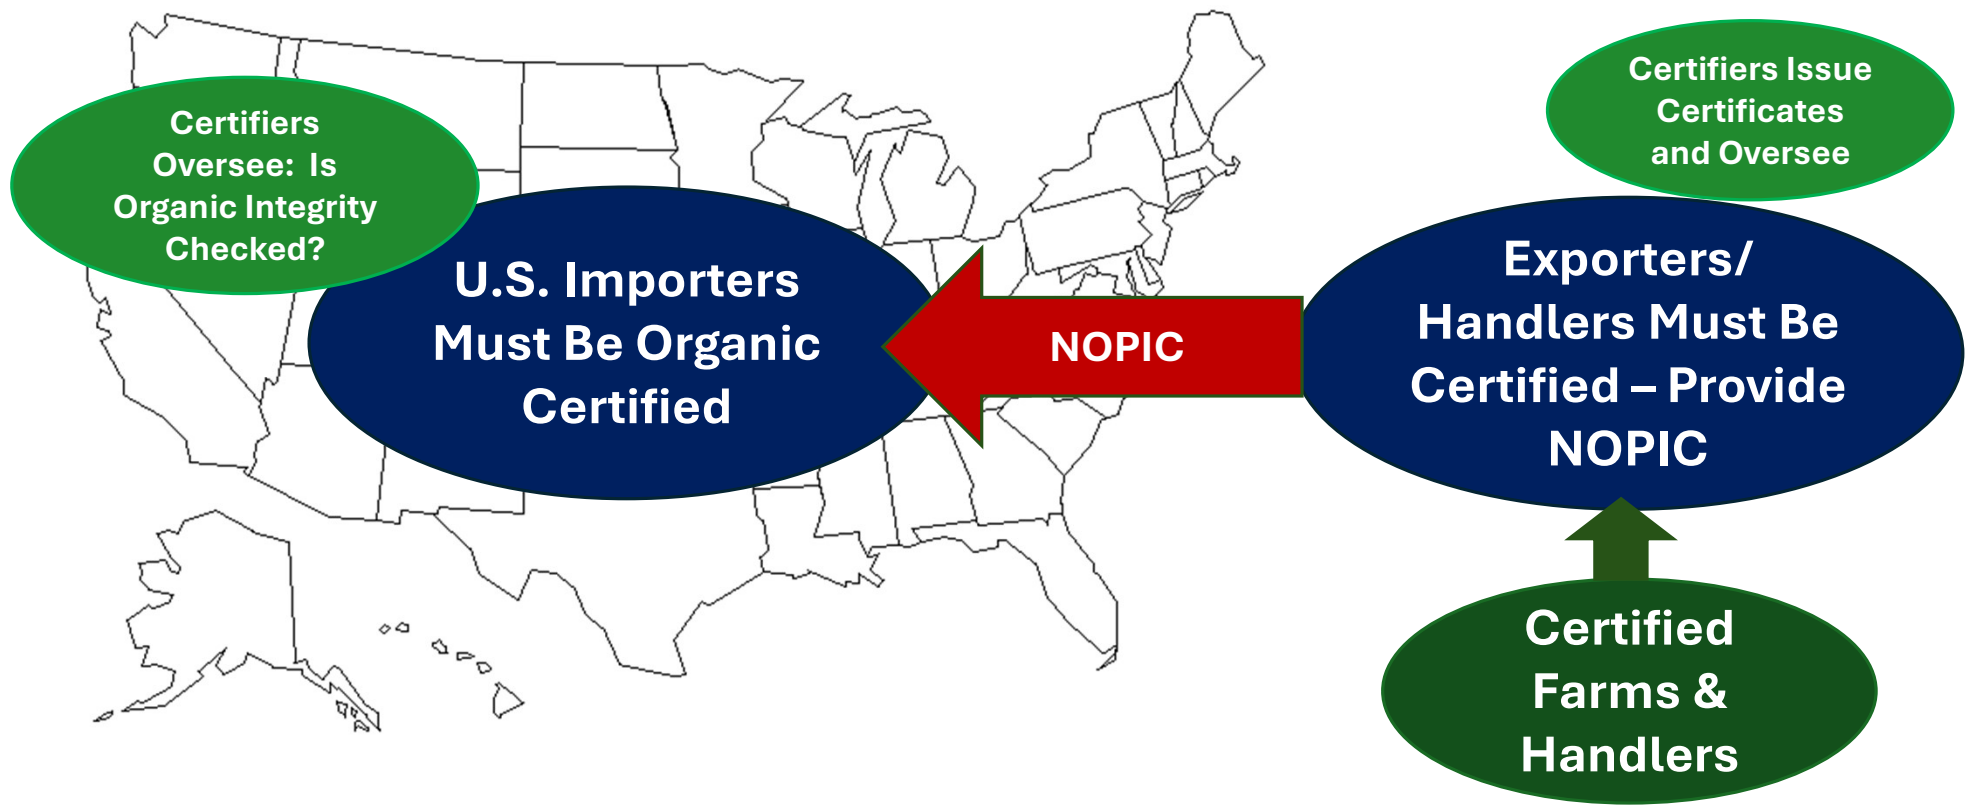 Certifiers
Oversee:  Is
Organic Integrity
Checked?
U.S. Importers
Must Be Organic
Certified
NOPIC
Certifiers Issue
Certificates
and Oversee
Exporters/
Handlers Must Be
Certified – Provide
NOPIC
Certified
Farms &
Handlers